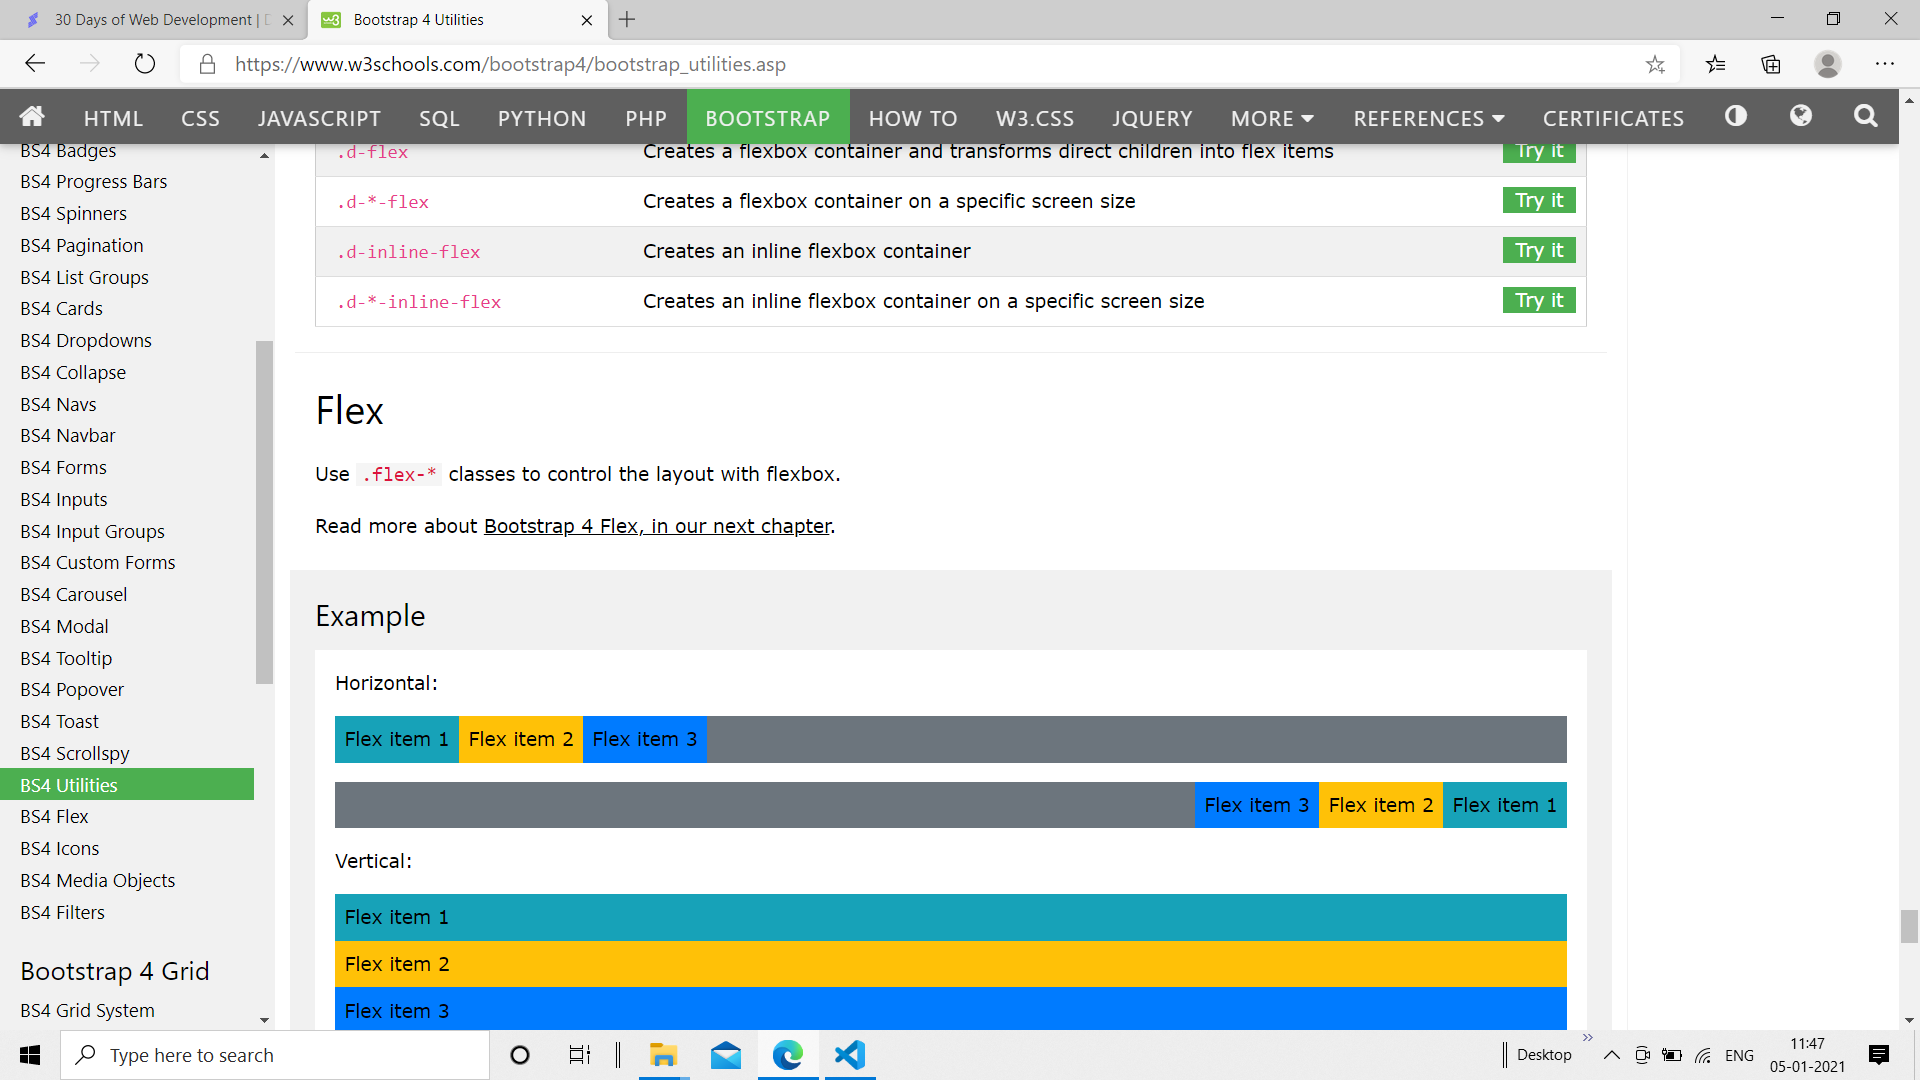 30 Days of Web Development |
Bootstrap 4 Utilities
https://www.w3schools.com/bootstrap4/bootstrap_utilities.asp
HTML CSS JAVASCRIPT SQL PYTHON PHP BOOTSTRAP HOW TO W3.CSS JQUERY MORE REFERENCES CERTIFICATES
BS4 Badges
BS4 Progress Bars
BS4 Spinners
BS4 Pagination
BS4 List Groups
BS4 Cards
BS4 Dropdowns
BS4 Collapse
BS4 Navs
BS4 Navbar
BS4 Forms
BS4 Inputs
BS4 Input Groups
BS4 Custom Forms
BS4 Carousel
BS4 Modal
BS4 Tooltip
BS4 Popover
BS4 Toast
BS4 Scrollspy
BS4 Utilities
BS4 Flex
BS4 Icons
BS4 Media Objects
BS4 Filters
Bootstrap 4 Grid
BS4 Grid System
.d-flex Creates a flexbox container and transforms direct children into flex items Try it
.d-*-flex Creates a flexbox container on a specific screen size Try it
.d-inline-flex Creates an inline flexbox container Try it
.d-*-inline-flex Creates an inline flexbox container on a specific screen size Try it
Flex
Use .flex-* classes to control the layout with flexbox.
Read more about Bootstrap 4 Flex, in our next chapter.
Example
Horizontal:
Flex item 1 Flex item 2 Flex item 3
Flex item 3 Flex item 2 Flex item 1
Vertical:
Flex item 1
Flex item 2
Flex item 3
Type here to search
Desktop
ENG
11:47
05-01-2021